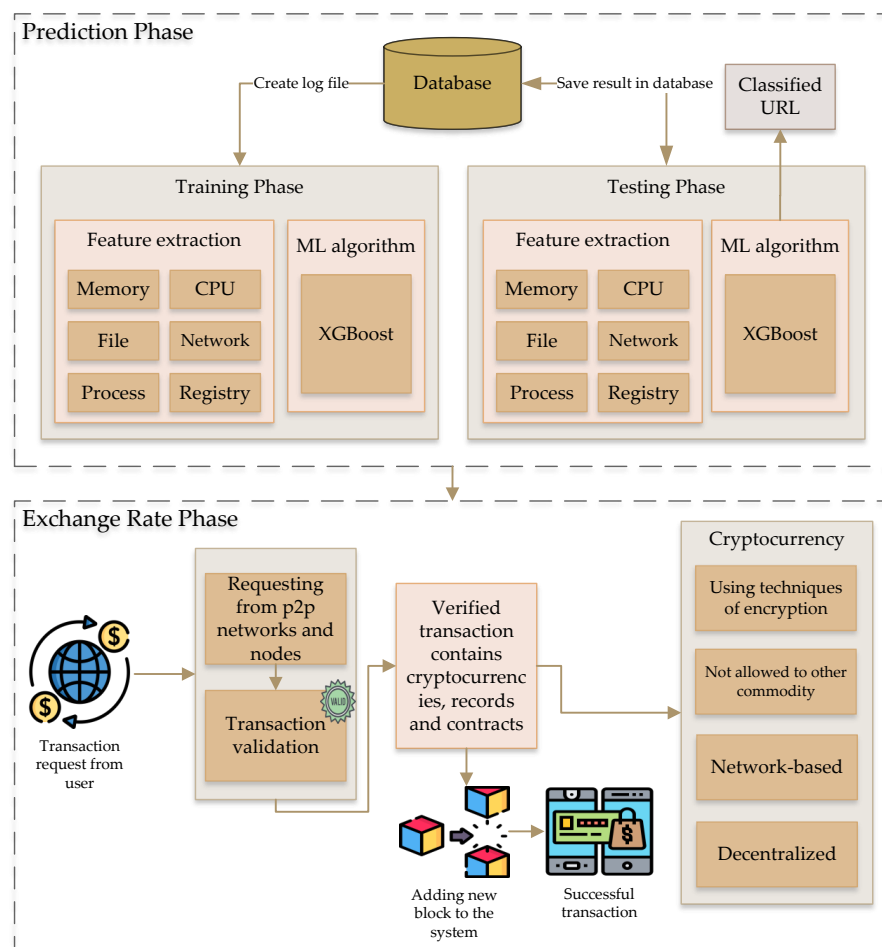 Prediction Phase
Create log file
Database
Save result in database
Classified
URL
Training Phase
Feature extraction
Memory
CPU
File
Network
Process
Registry
ML algorithm
XGBoost
Testing Phase
Feature extraction
Memory
CPU
File
Network
Process
Registry
ML algorithm
XGBoost
Exchange Rate Phase
Transaction
request from
user
Requesting
from p2p
networks and
nodes
VALID
Transaction
validation
Verified
transaction
contains
cryptocurrenc
ies, records
and contracts
Adding new
block to the
system
Successful
transaction
Cryptocurrency
Using techniques
of encryption
Not allowed to other
commodity
Network-based
Decentralized